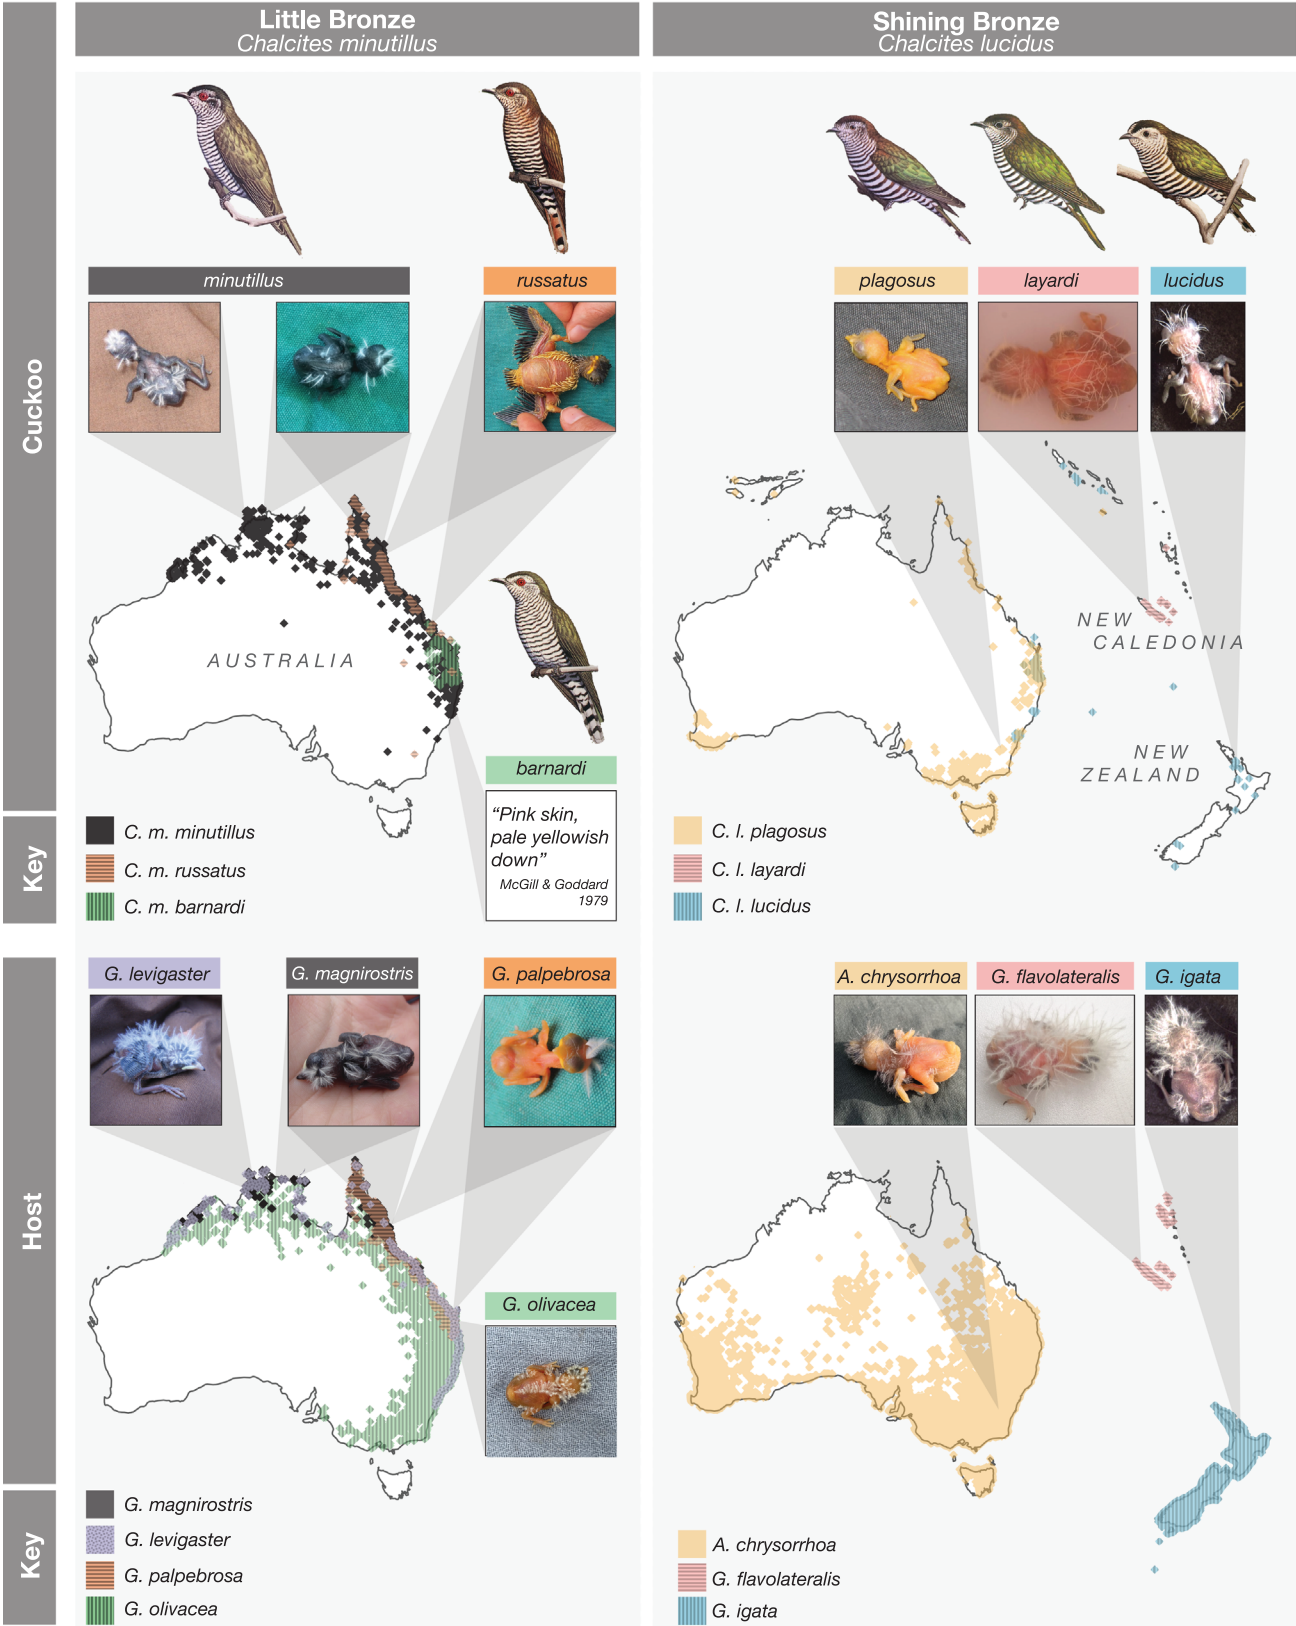 Little Bronze
Chalcites minutillus
Shining Bronze
Chalcites lucidus
Cuckoo
minutillus
russatus
plagosus
layardi
lucidus
AUSTRALIA
NEW
CALEDONIA
NEW
ZEALAND
barnardi
“Pink skin,
pale yellowish
down”
McGill & Goddard
1979
Key
C. m. minutillus
C. m. russatus
C. m. barnardi
C. l. plagosus
C. l. layardi
C. l. lucidus
Host
G. levigaster
G. magnirostris
G. palpebrosa
A. chrysorrhoa
G. flavolateralis
G. igata
G. olivacea
Key
G. magnirostris
G. levigaster
G. palpebrosa
G. olivacea
A. chrysorrhoa
G. flavolateralis
G. igata